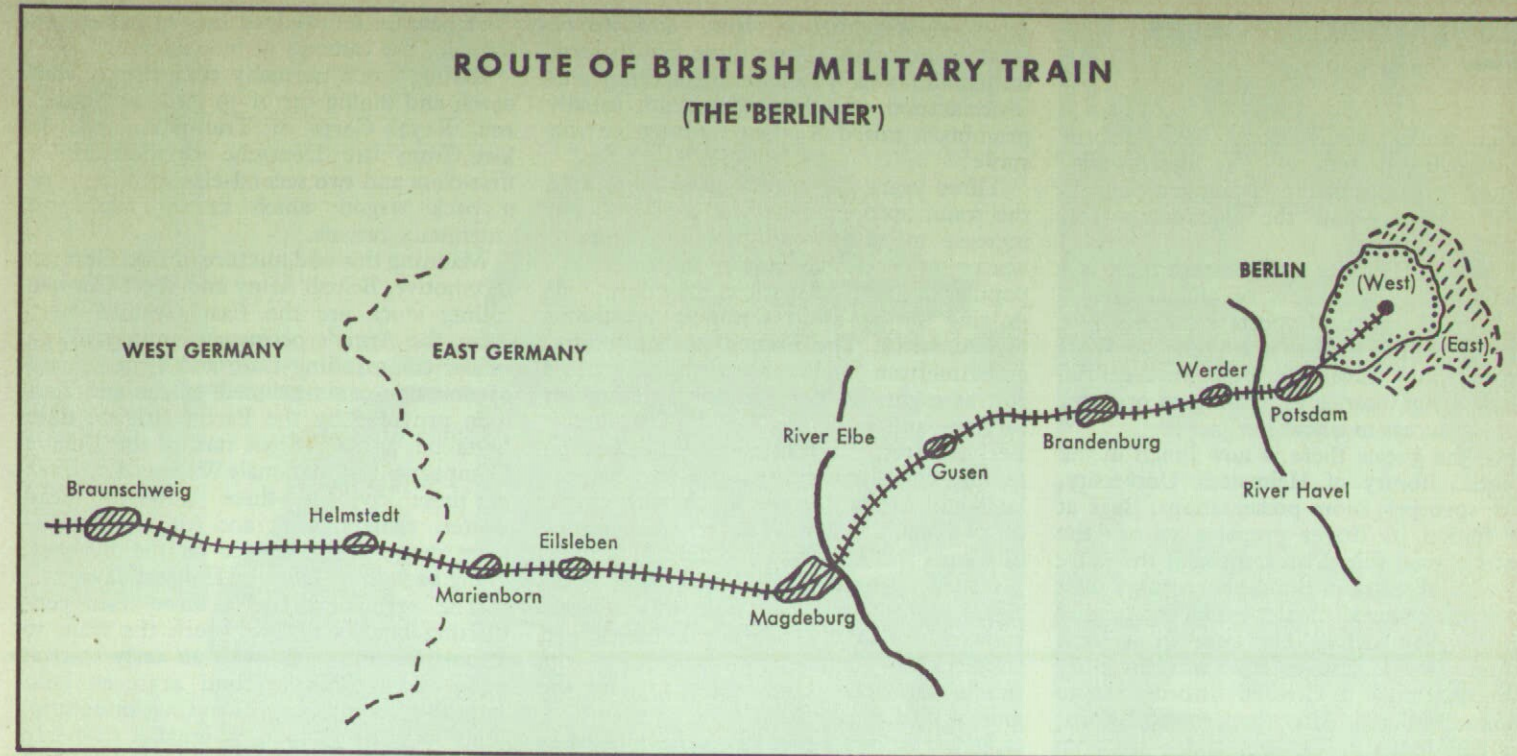 ROUTE OF BRITISH MILITARY TRAIN
(THE 'BERLINER')
WEST GERMANY
EAST GERMANY
BERLIN
(West)
(East)
Braunschweig
Helmstedt
Marienborn
Eilsleben
Magdeburg
River Elbe
Gusen
Brandenburg
Werder
Potsdam
River Havel